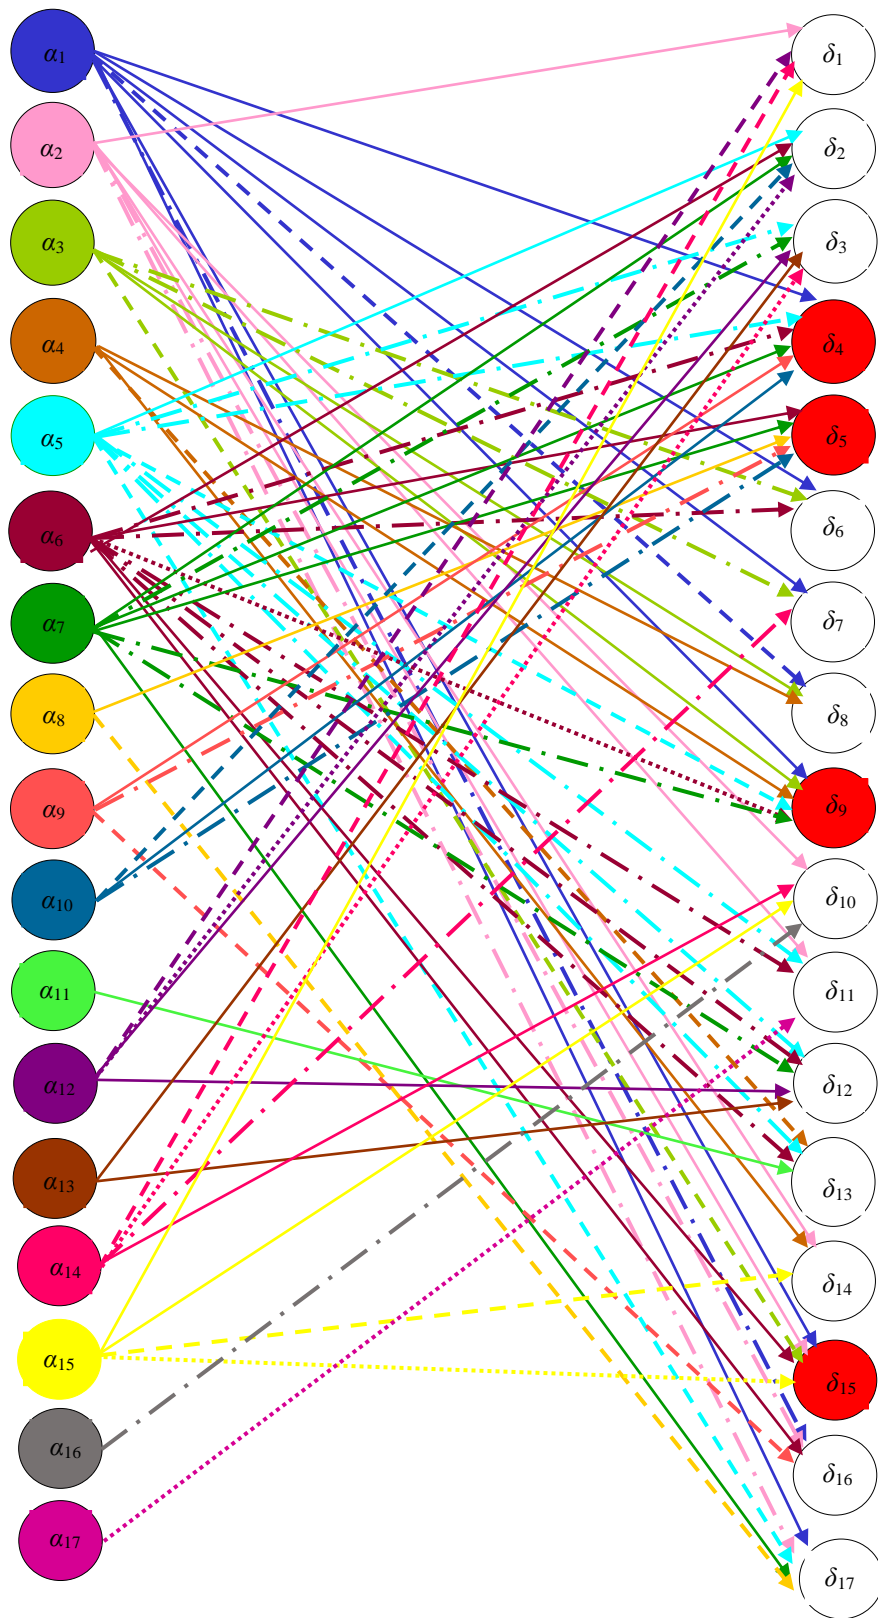 α1 δ1
α2 δ2
α3 δ3
α4 δ4
α5 δ5
α6 δ6
α7 δ7
α8 δ8
α9 δ9
α10 δ10
α11 δ11
α12 δ12
α13 δ13
α14 δ14
α15 δ15
α16 δ16
α17 δ17